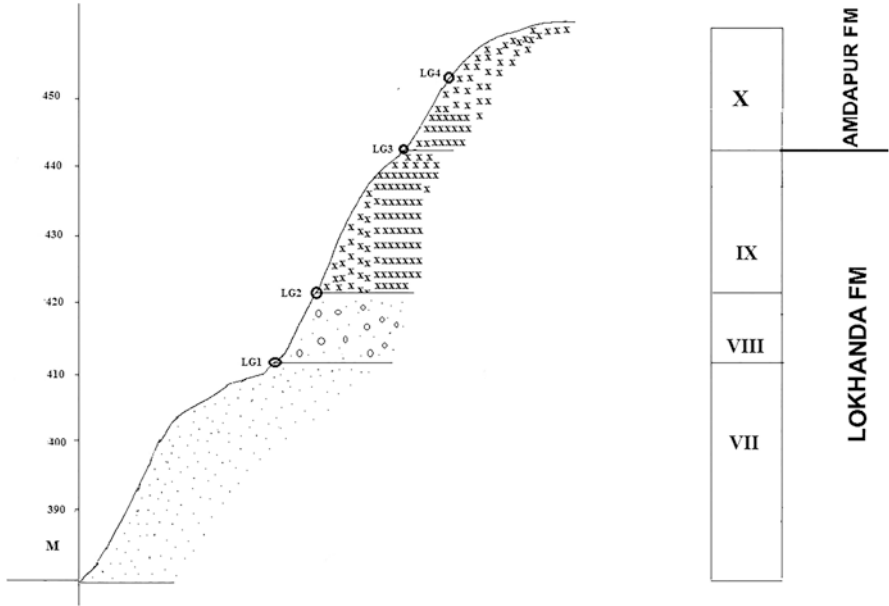 450
440
430
420
410
400
390
M
LG4
LG3
LG2
LG1
X
IX
VIII
VII
AMDAPUR FM
LOKHANDA FM